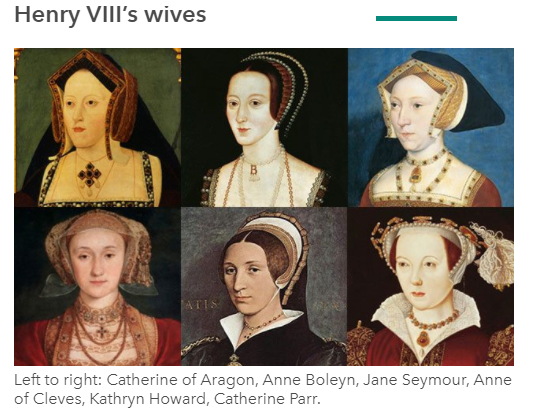 Henry VIII's wives
B
ATIS:
Left to right: Catherine of Aragon, Anne Boleyn, Jane Seymour, Anne
of Cleves, Kathryn Howard, Catherine Parr.